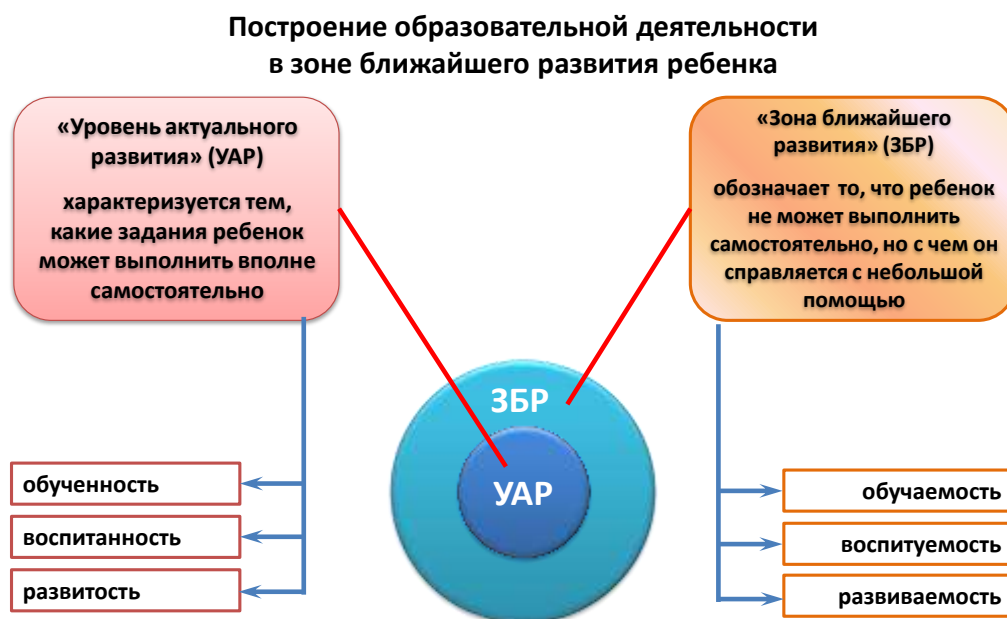 Построение образовательной деятельности
в зоне ближайшего развития ребенка
«Уровень актуального
развития» (УАР)
характеризуется тем,
какие задания ребенок
может выполнить вполне
самостоятельно
«Зона ближайшего
развития» (ЗБР)
обозначает то, что ребенок
не может выполнить
самостоятельно, но с чем он
справляется с небольшой
помощью
ЗБР
УАР
обученность
воспитанность
развитость
обучаемость
воспитуемость
развиваемость